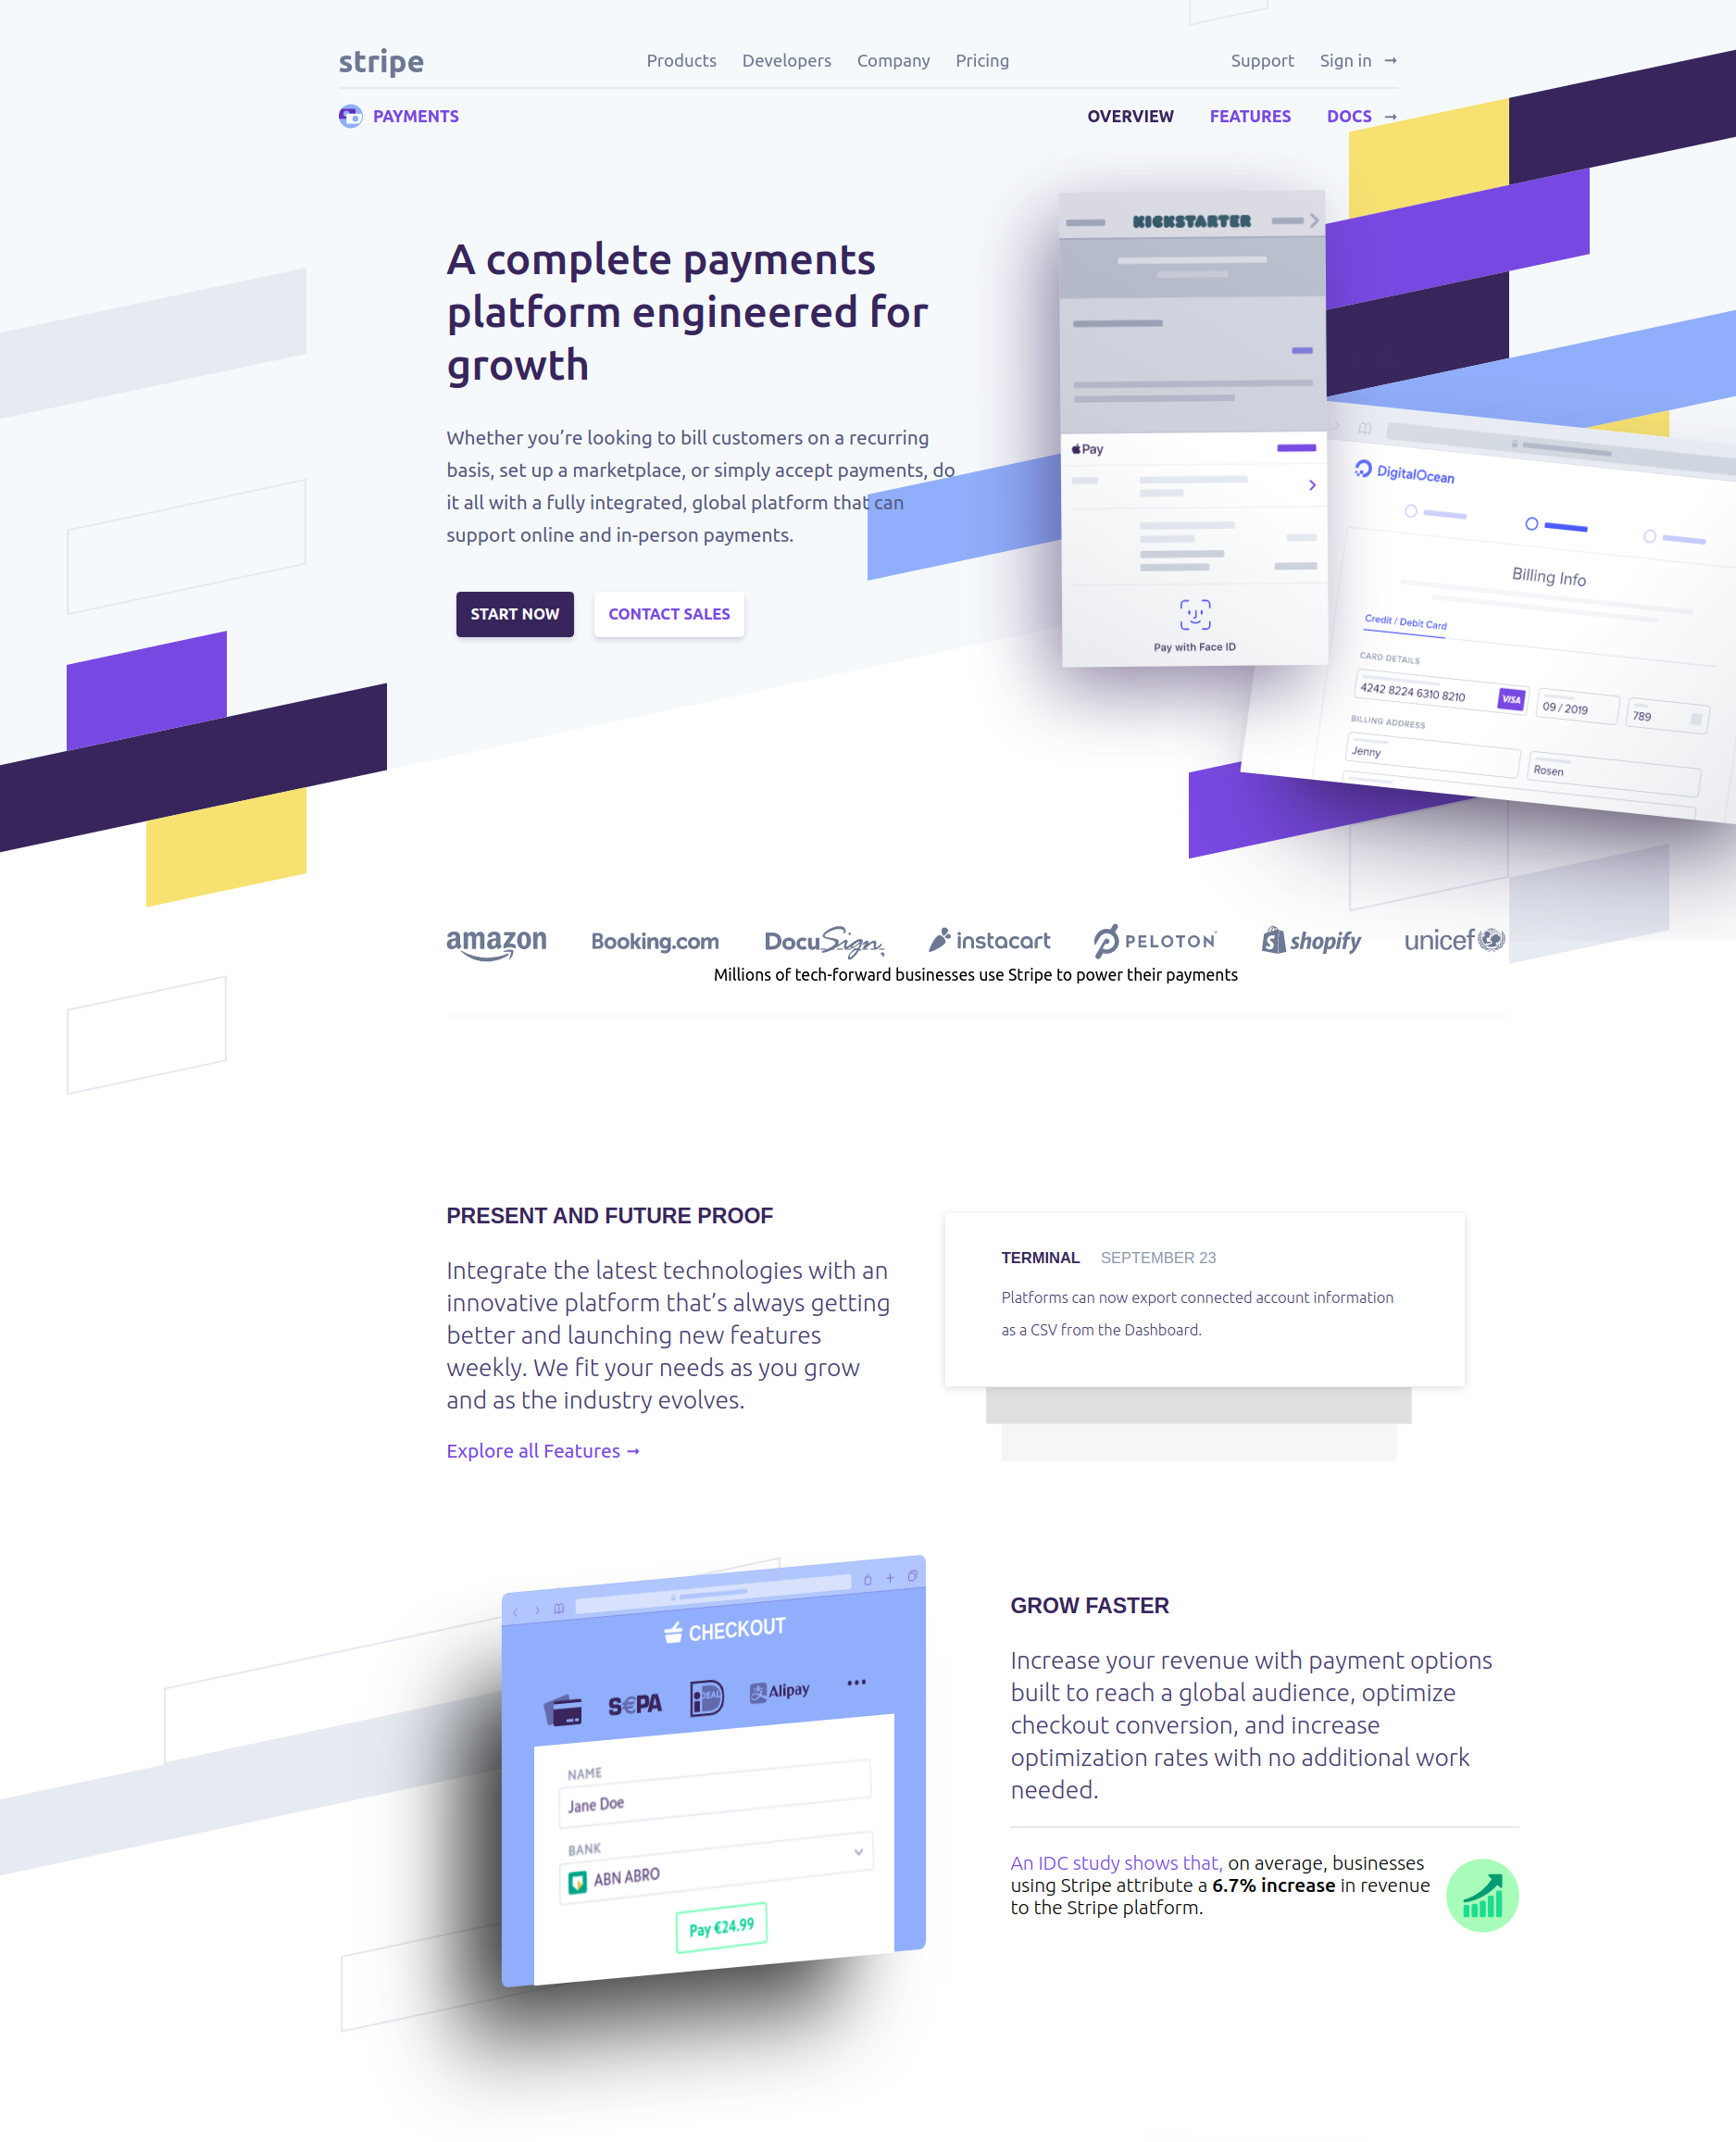 stripe
Products Developers Company Pricing
Support Sign in →
PAYMENTS
OVERVIEW FEATURES DOCS →
A complete payments
platform engineered for
growth
Whether you’re looking to bill customers on a recurring
basis, set up a marketplace, or simply accept payments, do
it all with a fully integrated, global platform that can
support online and in-person payments.
START NOW CONTACT SALES
KICKSTARTER
Pay
Pay with Face ID
DigitalOcean
Billing Info
Credit / Debit Card
CARD DETAILS
4242 8224 6310 8210 VISA 09 / 2019 789
BILLING ADDRESS
Jenny Rosen
amazon Booking.com DocuSign instacart PELOTON shopify unicef
Millions of tech-forward businesses use Stripe to power their payments
PRESENT AND FUTURE PROOF
Integrate the latest technologies with an
innovative platform that’s always getting
better and launching new features
weekly. We fit your needs as you grow
and as the industry evolves.
Explore all Features →
TERMINAL SEPTEMBER 23
Platforms can now export connected account information
as a CSV from the Dashboard.
CHECKOUT
S€PA iDEAL 支 Alipay ...
NAME
Jane Doe
BANK
ABN ABRO
Pay €24.99
GROW FASTER
Increase your revenue with payment options
built to reach a global audience, optimize
checkout conversion, and increase
optimization rates with no additional work
needed.
An IDC study shows that, on average, businesses
using Stripe attribute a 6.7% increase in revenue
to the Stripe platform.